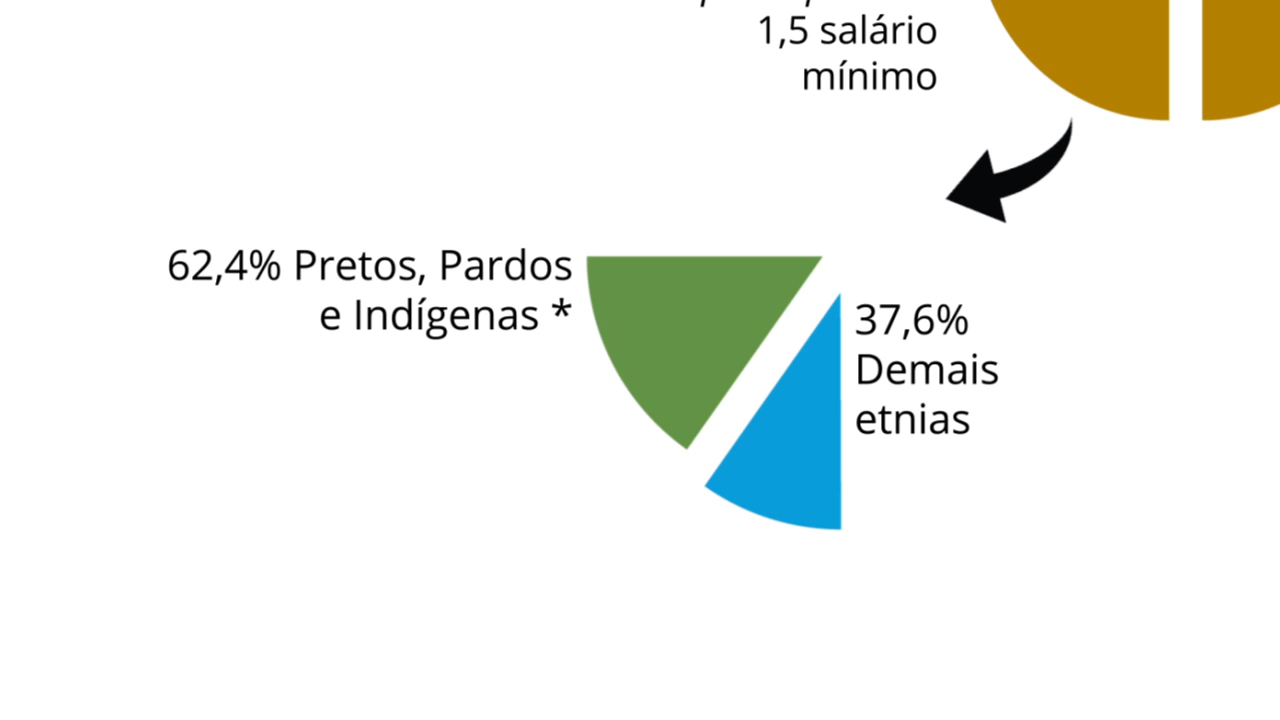 1,5 salário
mínimo
62,4% Pretos, Pardos
e Indígenas *
37,6%
Demais
etnias